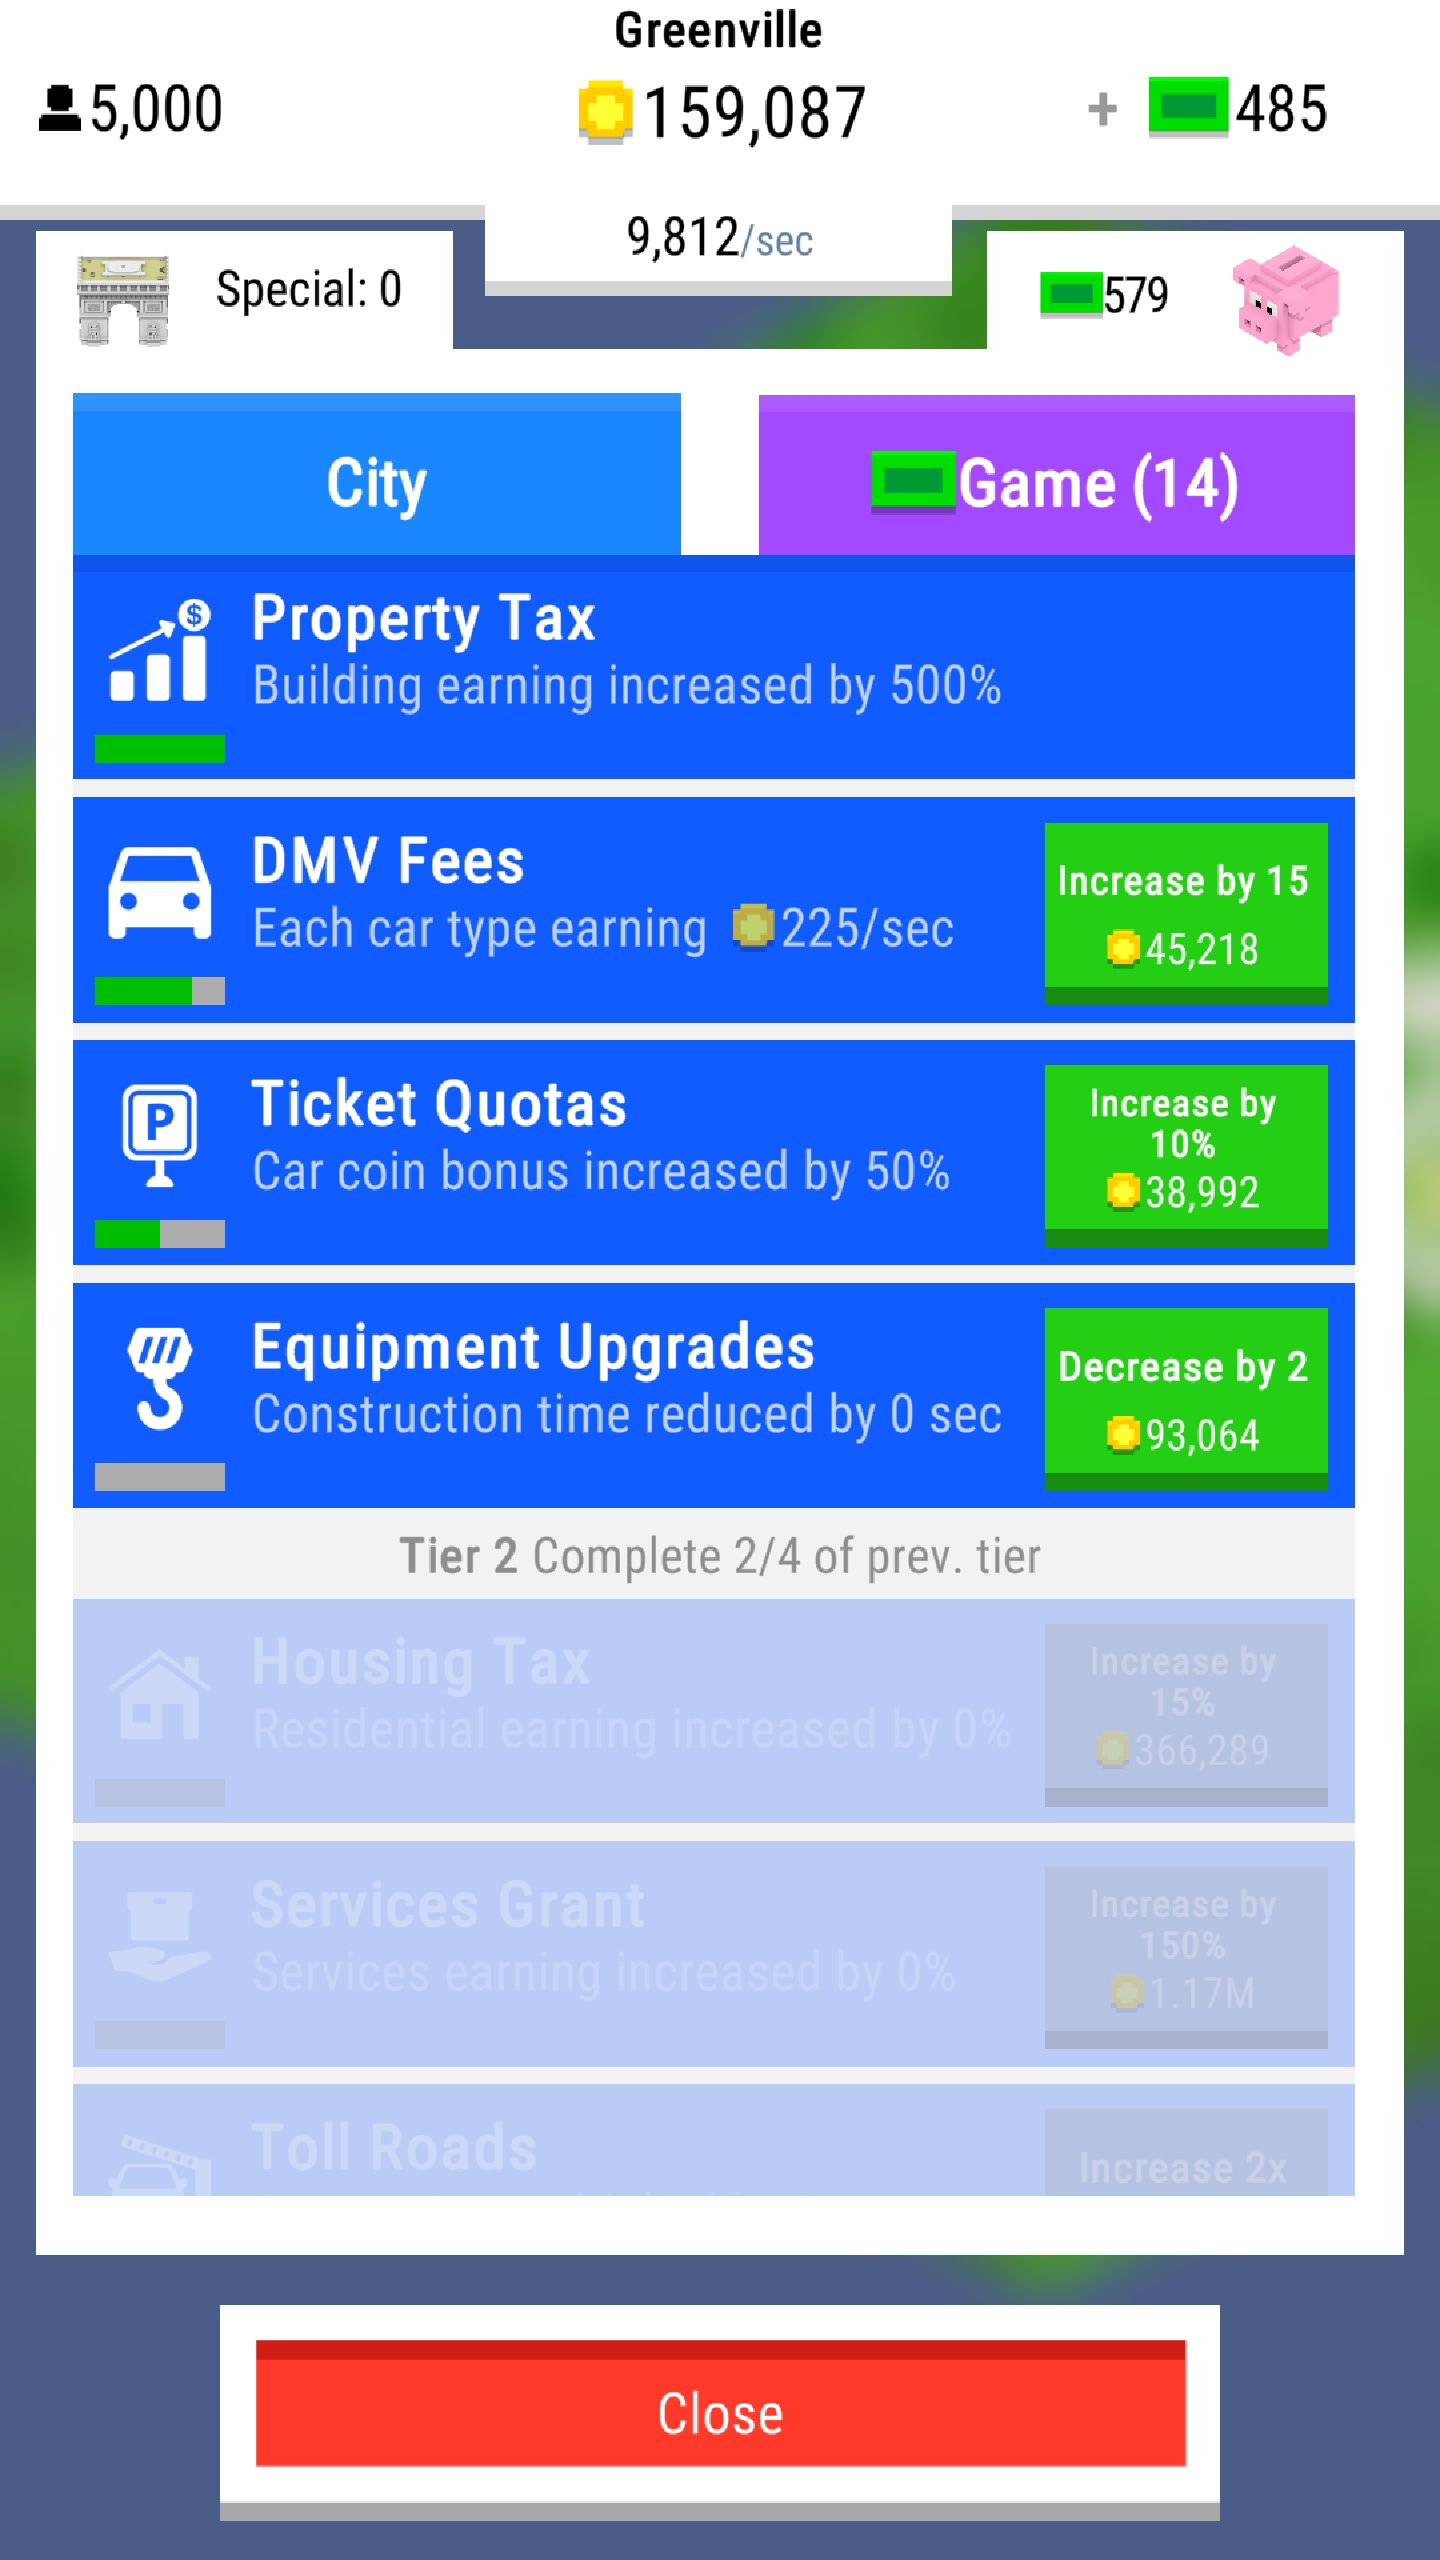 Greenville
5,000
159,087
+ 485
9,812/sec
Special: 0
579
City
Game (14)
$
Property Tax
Building earning increased by 500%
DMV Fees
Each car type earning 225/sec
Increase by 15
45,218
P
Ticket Quotas
Car coin bonus increased by 50%
Increase by
10%
38,992
Equipment Upgrades
Construction time reduced by 0 sec
Decrease by 2
93,064
Tier 2 Complete 2/4 of prev. tier
Housing Tax
Residential earning increased by 0%
Increase by
15%
366,289
Services Grant
Services earning increased by 0%
Increase by
150%
1.17M
Toll Roads
Increase 2x
Close